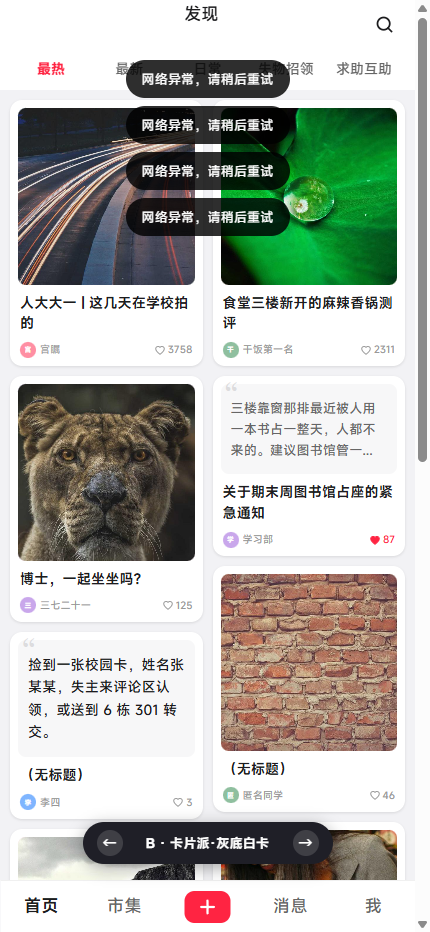 发现
最热 最新 日常 失物招领 求助互助
网络异常，请稍后重试
网络异常，请稍后重试
网络异常，请稍后重试
网络异常，请稍后重试
人大大一 | 这几天在学校拍
的
宫 宫曯 3758
食堂三楼新开的麻辣香锅测
评
干 干饭第一名 2311
博士，一起坐坐吗？
三 三七二十一 125
“
三楼靠窗那排最近被人用
一本书占一整天，人都不
来的。建议图书馆管一...
关于期末周图书馆占座的紧
急通知
学 学习部 87
“
捡到一张校园卡，姓名张
某某，失主来评论区认
领，或送到 6 栋 301 转
交。
（无标题）
李 李四 3
（无标题）
匿 匿名同学 46
← B · 卡片派·灰底白卡 →
首页 市集 + 消息 我